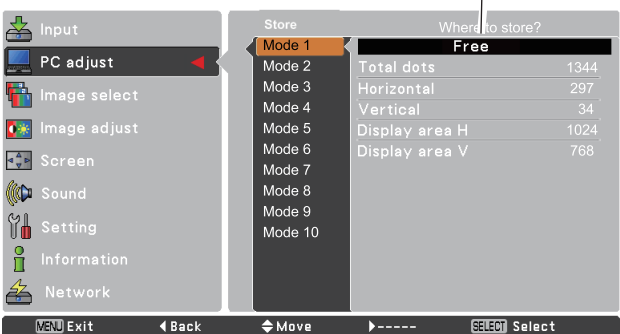 Input
PC adjust
Image select
Image adjust
Screen
Sound
Setting
Information
Network
Store
Mode 1
Mode 2
Mode 3
Mode 4
Mode 5
Mode 6
Mode 7
Mode 8
Mode 9
Mode 10
Where to store?
Free
Total dots 1344
Horizontal 297
Vertical 34
Display area H 1024
Display area V 768
MENU Exit Back Move ----- SELECT Select